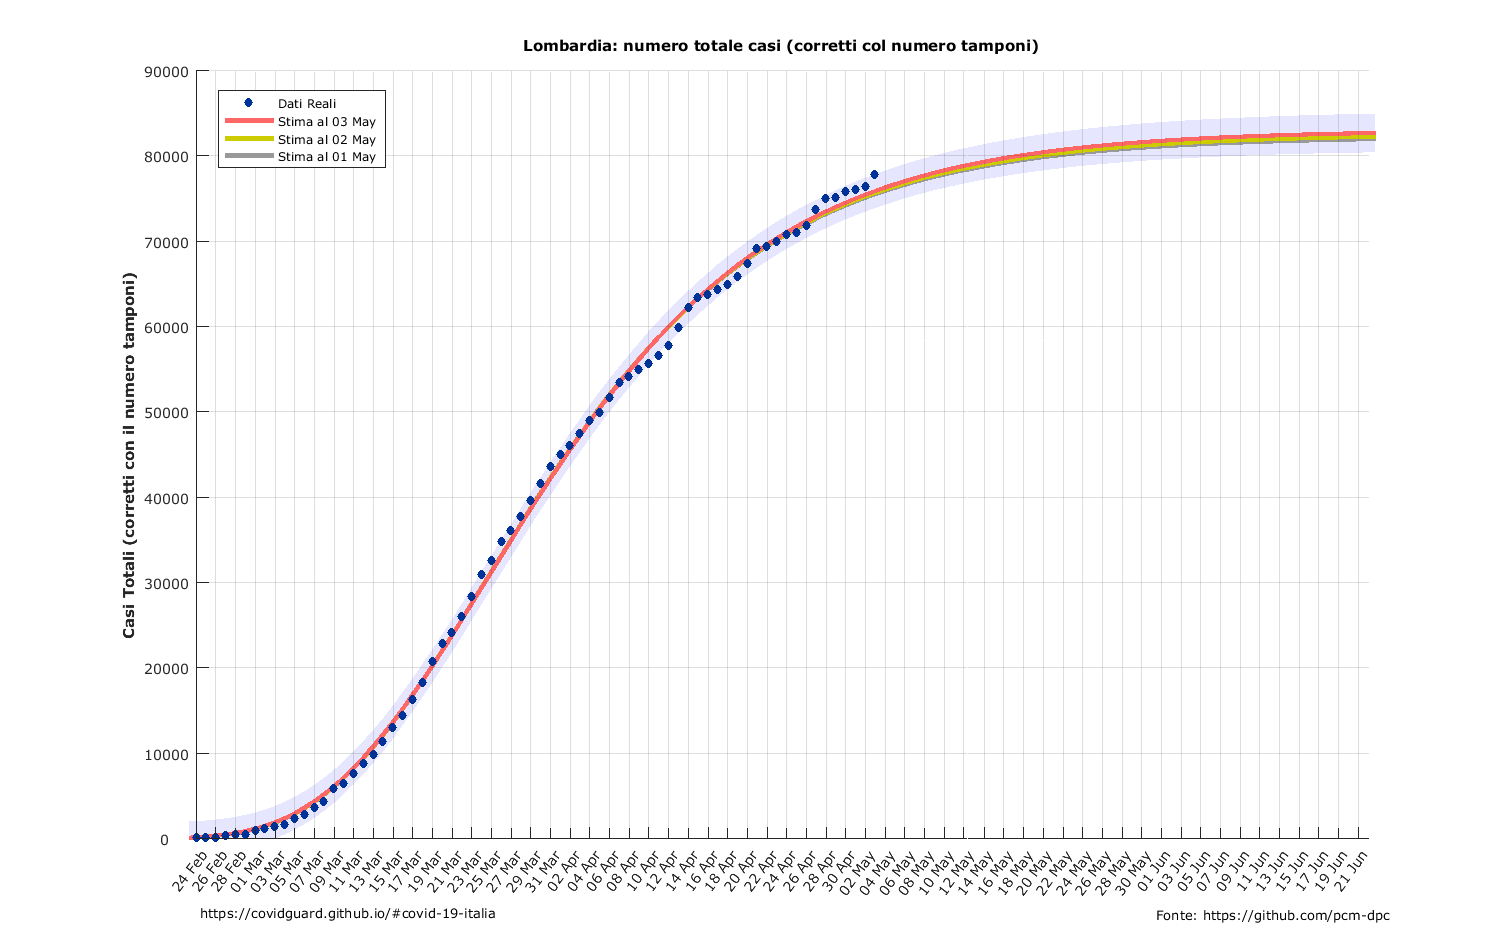 Lombardia: numero totale casi (corretti col numero tamponi)
90000
80000
70000
60000
50000
40000
30000
20000
10000
0
Casi Totali (corretti con il numero tamponi)
Dati Reali
Stima al 03 May
Stima al 02 May
Stima al 01 May
24 Feb
26 Feb
28 Feb
01 Mar
03 Mar
05 Mar
07 Mar
09 Mar
11 Mar
13 Mar
15 Mar
17 Mar
19 Mar
21 Mar
23 Mar
25 Mar
27 Mar
29 Mar
31 Mar
02 Apr
04 Apr
06 Apr
08 Apr
10 Apr
12 Apr
14 Apr
16 Apr
18 Apr
20 Apr
22 Apr
24 Apr
26 Apr
28 Apr
30 Apr
02 May
04 May
06 May
08 May
10 May
12 May
14 May
16 May
18 May
20 May
22 May
24 May
26 May
28 May
30 May
01 Jun
03 Jun
05 Jun
07 Jun
09 Jun
11 Jun
13 Jun
15 Jun
17 Jun
19 Jun
21 Jun
https://covidguard.github.io/#covid-19-italia
Fonte: https://github.com/pcm-dpc